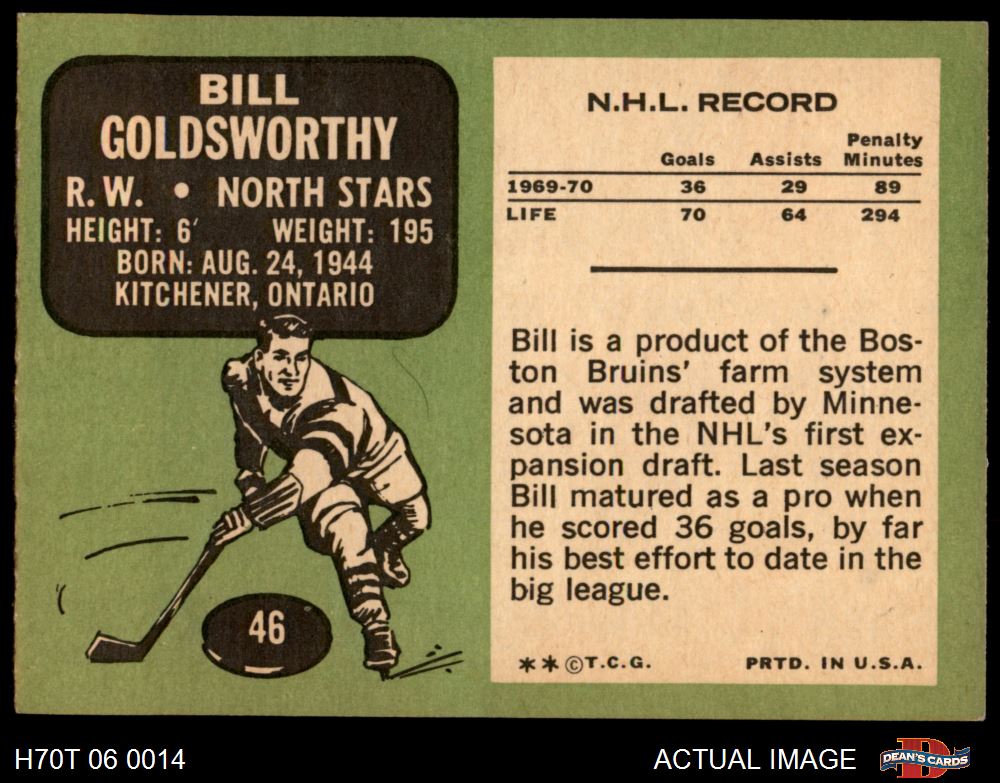 BILL
GOLDSWORTHY
R. W. • NORTH STARS
HEIGHT: 6' WEIGHT: 195
BORN: AUG. 24, 1944
KITCHENER, ONTARIO
46
N.H.L. RECORD
Goals Assists Penalty Minutes
1969-70 36 29 89
LIFE 70 64 294
Bill is a product of the Bos-
ton Bruins' farm system
and was drafted by Minne-
sota in the NHL's first ex-
pansion draft. Last season
Bill matured as a pro when
he scored 36 goals, by far
his best effort to date in the
big league.
** © T.C.G. PRTD. IN U.S.A.
H70T 06 0014 ACTUAL IMAGE
DEAN'S CARDS